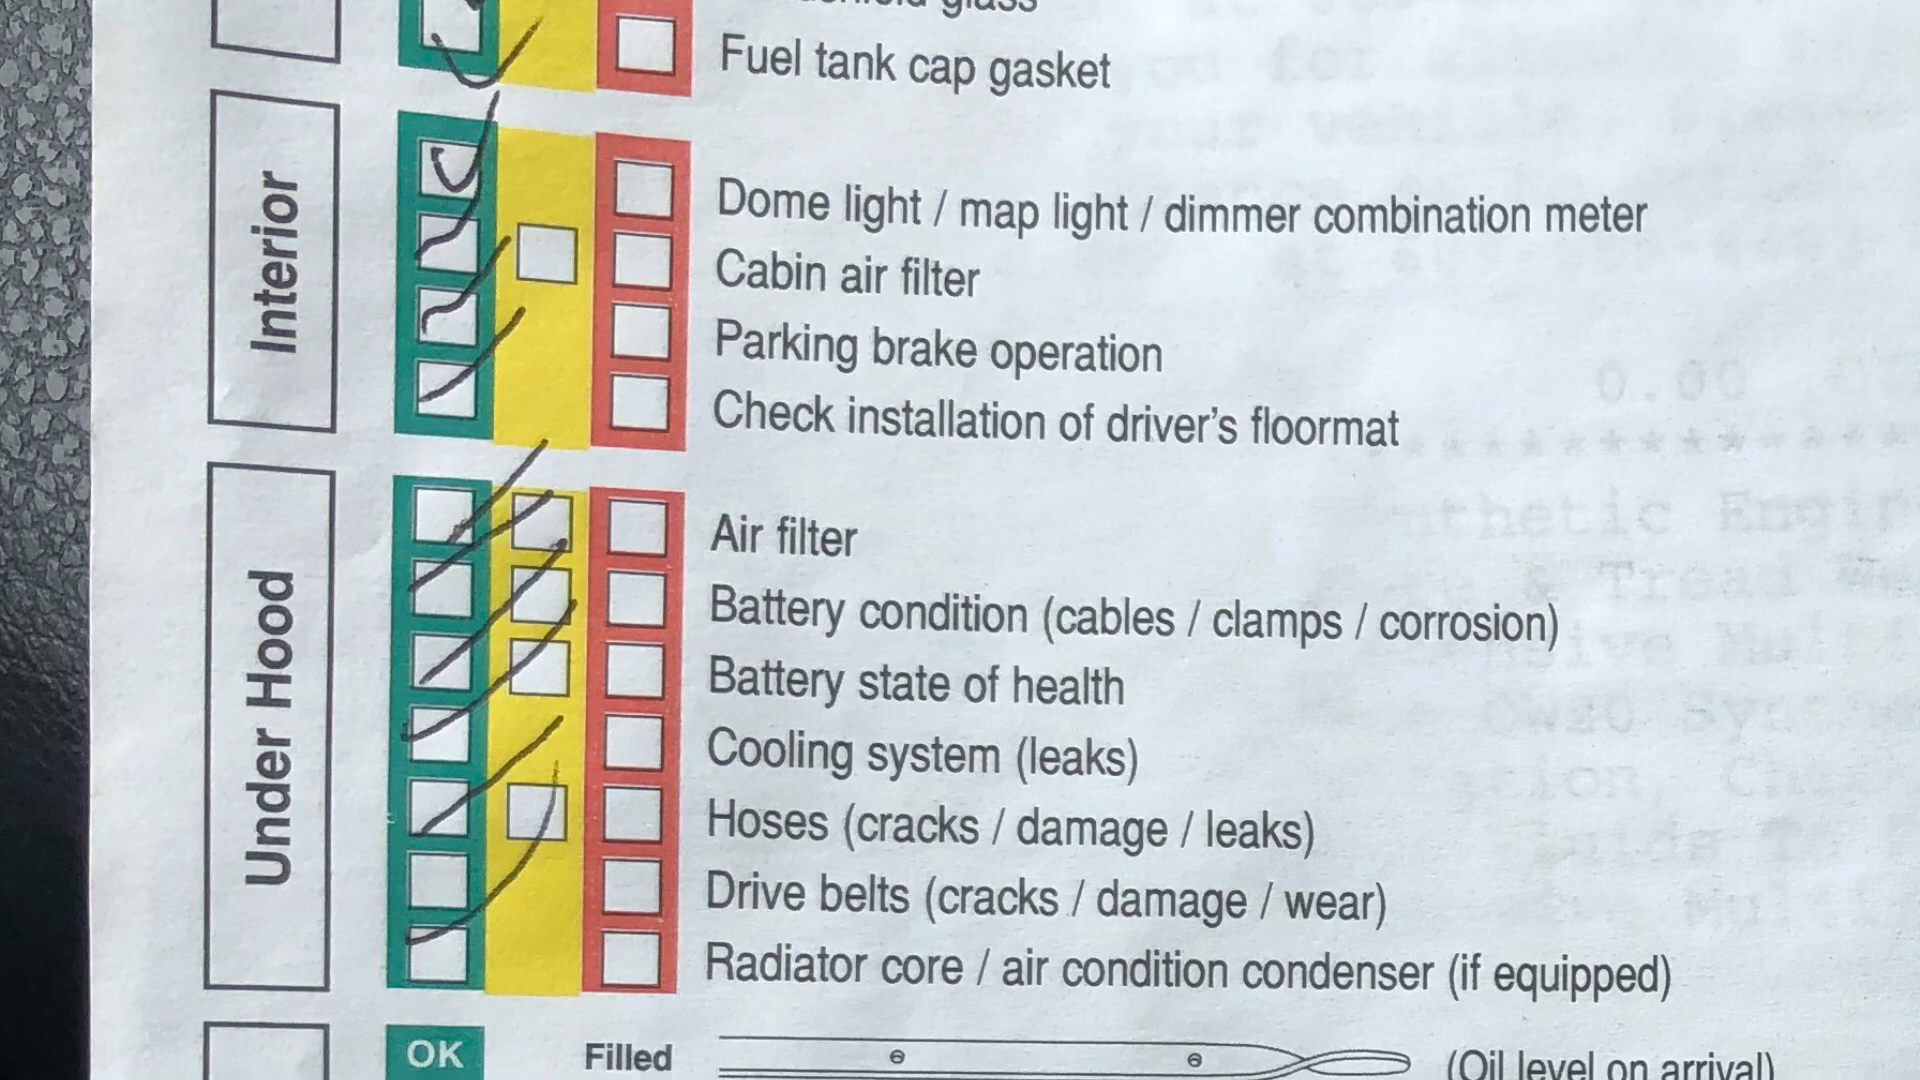 glass
Fuel tank cap gasket
Interior
Dome light / map light / dimmer combination meter
Cabin air filter
Parking brake operation
Check installation of driver's floormat
Under Hood
Air filter
Battery condition (cables / clamps / corrosion)
Battery state of health
Cooling system (leaks)
Hoses (cracks / damage / leaks)
Drive belts (cracks / damage / wear)
Radiator core / air condition condenser (if equipped)
OK Filled (Oil level on arrival)